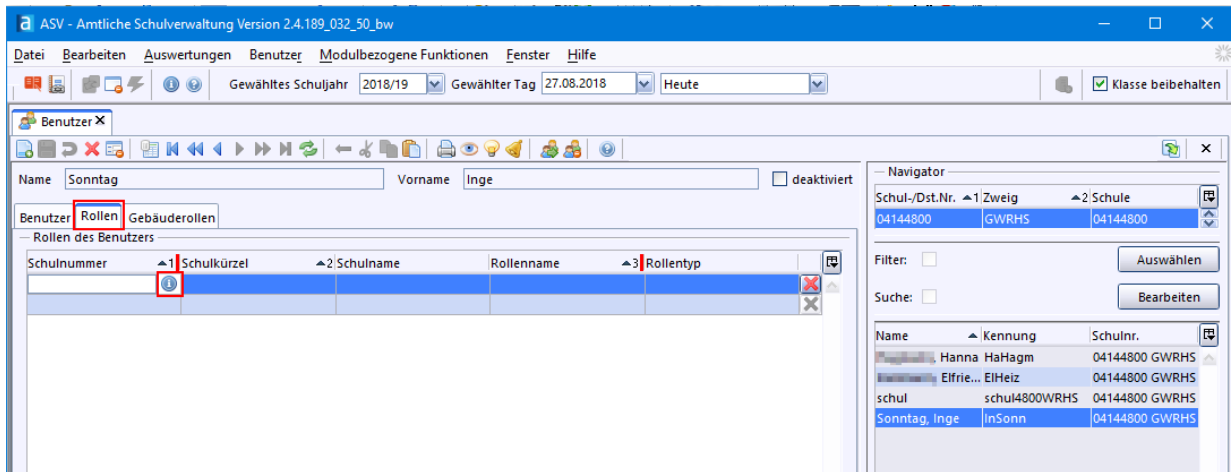 ASV - Amtliche Schulverwaltung Version 2.4.189_032_50_bw
Datei Bearbeiten Auswertungen Benutzer Modulbezogene Funktionen Fenster Hilfe
Gewähltes Schuljahr 2018/19 Gewählter Tag 27.08.2018 Heute Klasse beibehalten
Benutzer
Name Sonntag Vorname Inge deaktiviert
Benutzer Rollen Gebäuderollen
Rollen des Benutzers
Schulnummer 1 Schulkürzel 2 Schulname Rollenname 3 Rollentyp
Navigator
Schul-/Dst.Nr. 1 Zweig 2 Schule
04144800 GWRHS 04144800
Filter: Auswählen
Suche: Bearbeiten
Name Kennung Schulnr.
, Hanna HaHagm 04144800 GWRHS
, Elfrie... ElHeiz 04144800 GWRHS
schul schul4800WRHS 04144800 GWRHS
Sonntag, Inge InSonn 04144800 GWRHS